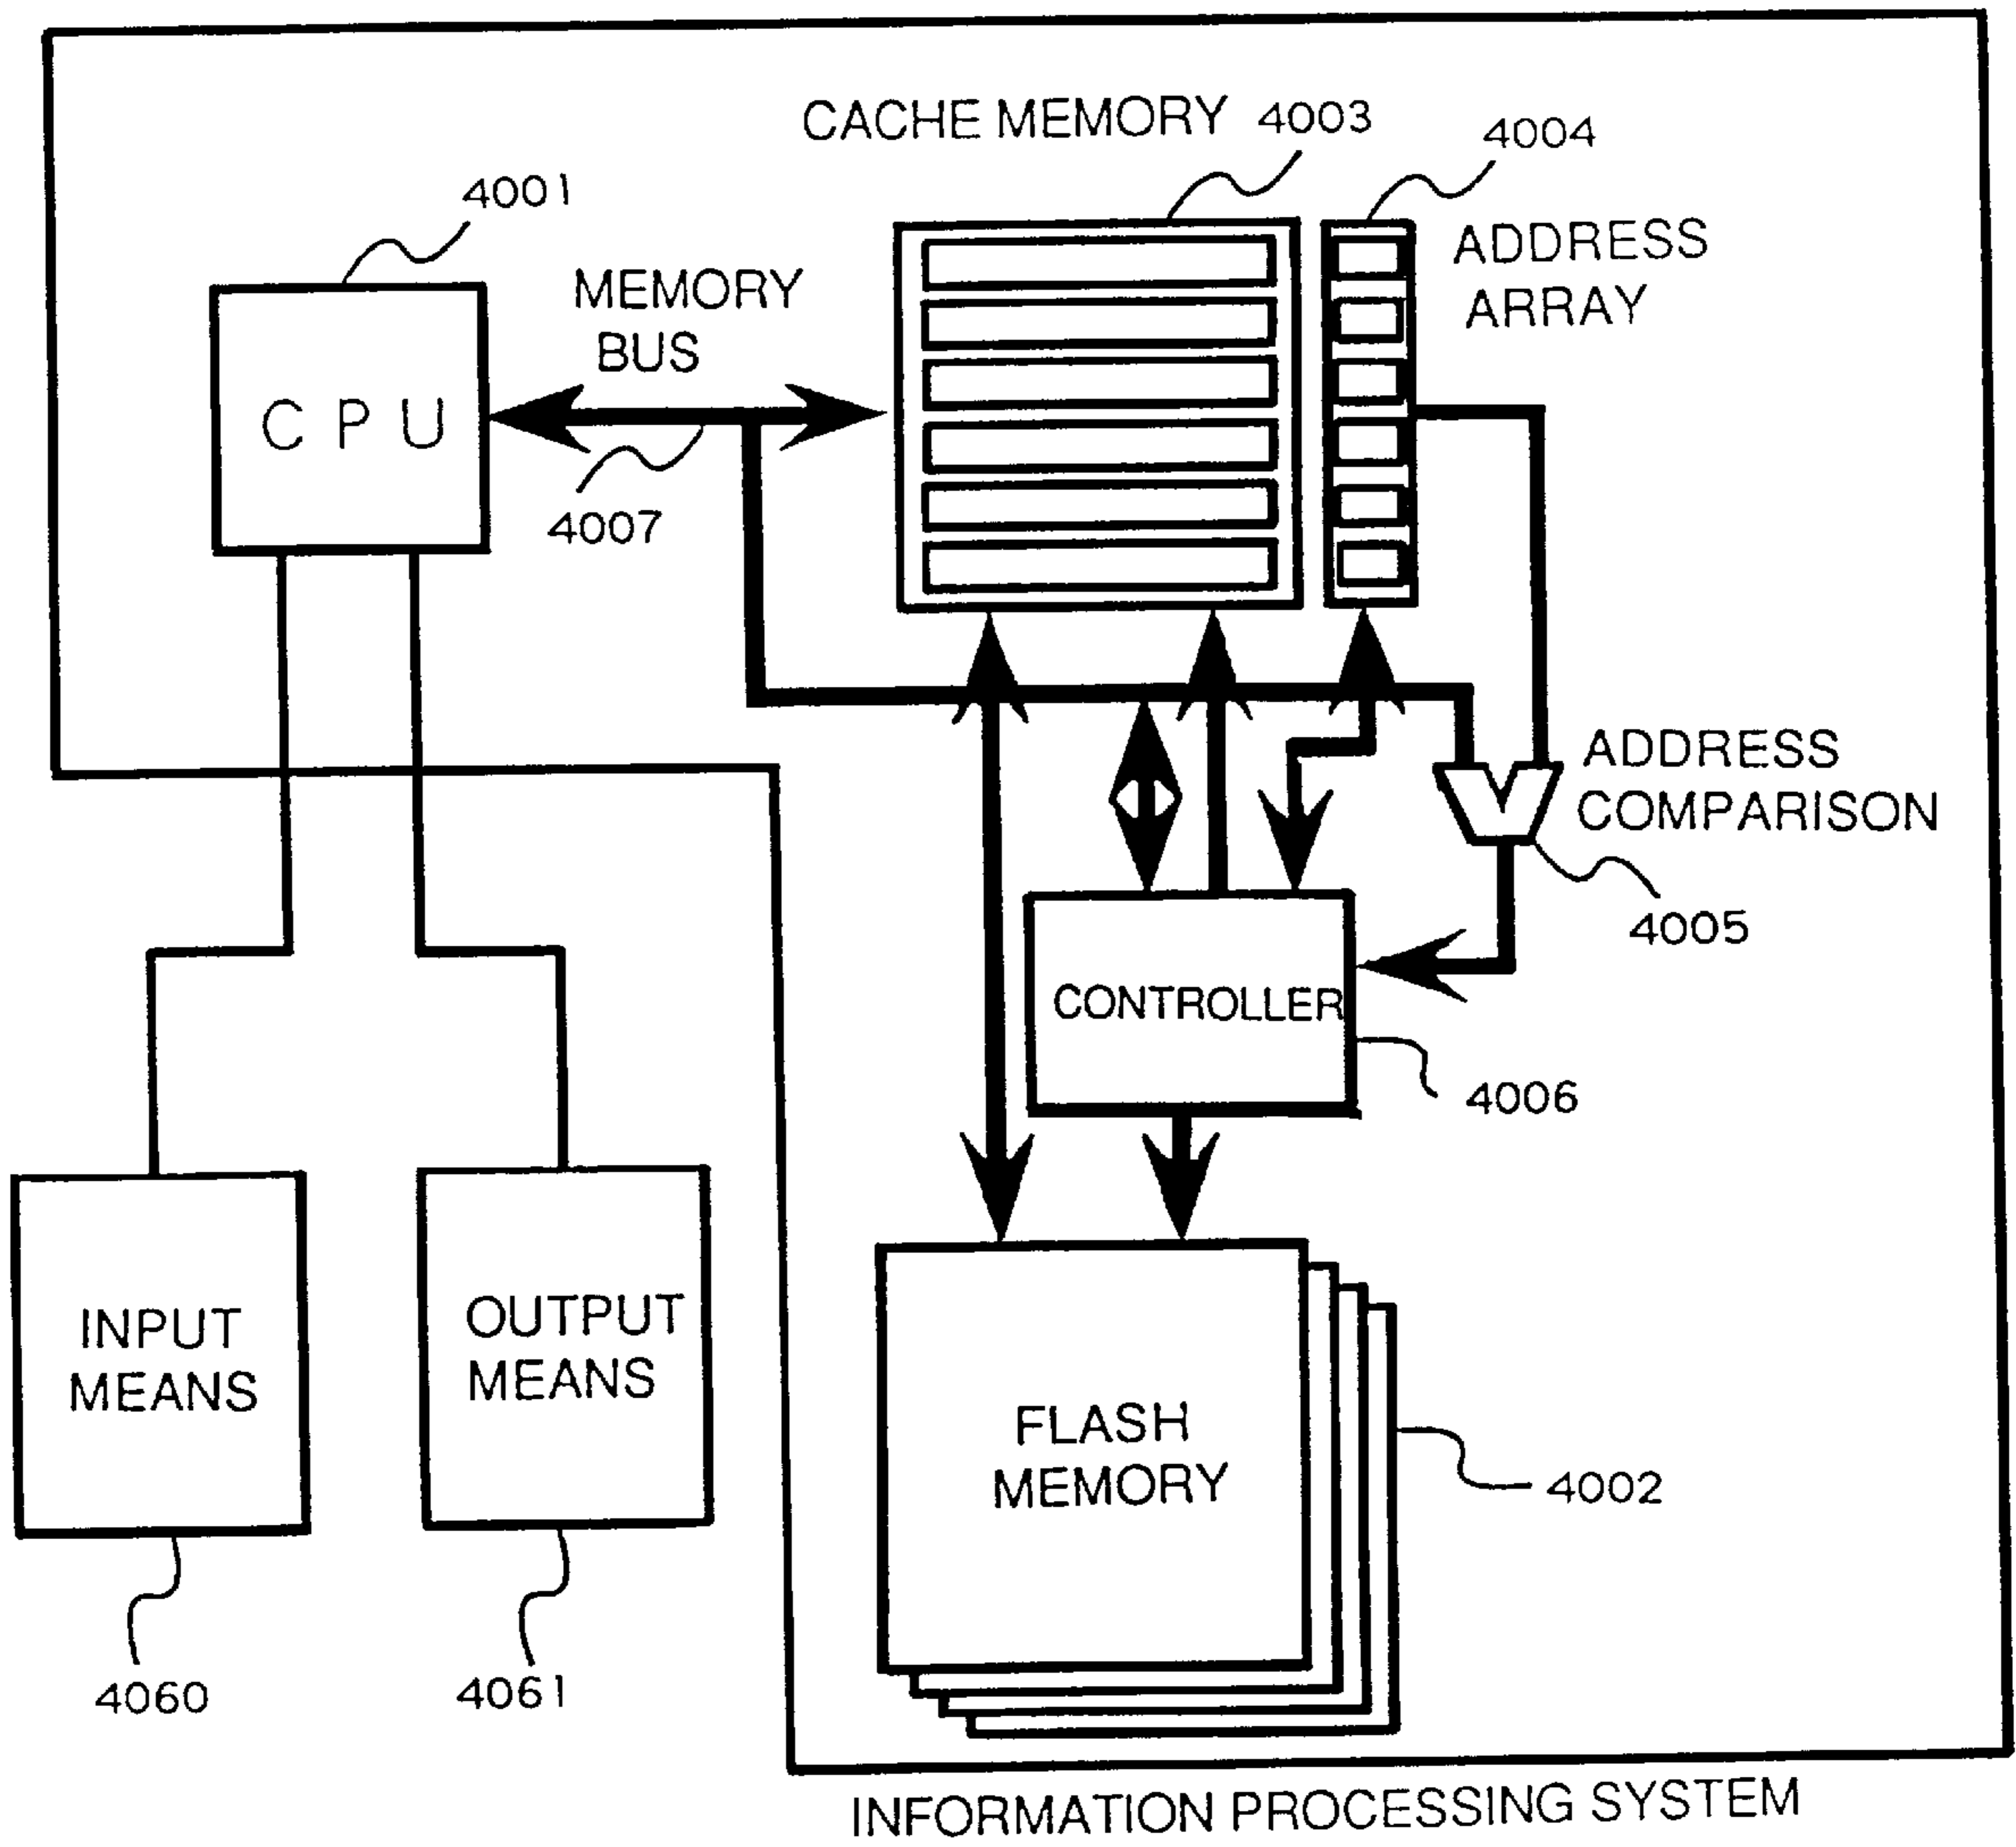 CACHE MEMORY 4003
4004
4001
ADDRESS
ARRAY
MEMORY
BUS
CPU
4007
ADDRESS
COMPARISON
4005
CONTROLLER
4006
INPUT
MEANS
OUTPUT
MEANS
FLASH
MEMORY
4002
4060
4061
INFORMATION PROCESSING SYSTEM